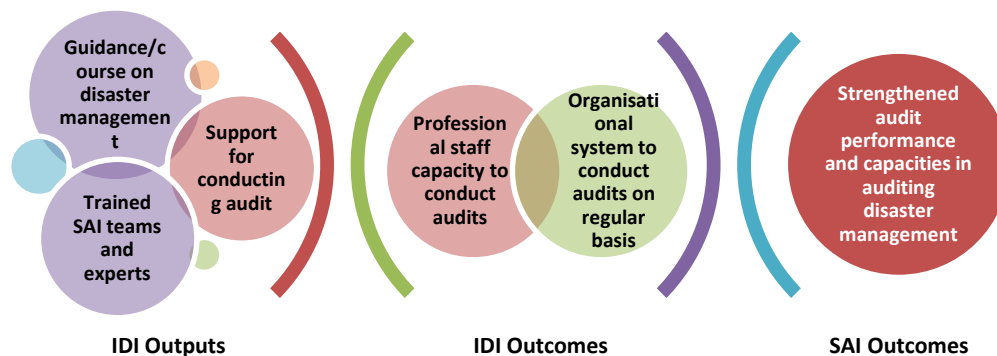 Guidance/c
ourse on
disaster
managemen
t
Support
for
conductin
g audit
Trained
SAI teams
and
experts
IDI Outputs
Profession
al staff
capacity to
conduct
audits
Organisati
onal
system to
conduct
audits on
regular
basis
IDI Outcomes
Strengthened
audit
performance
and capacities in
auditing
disaster
management
SAI Outcomes